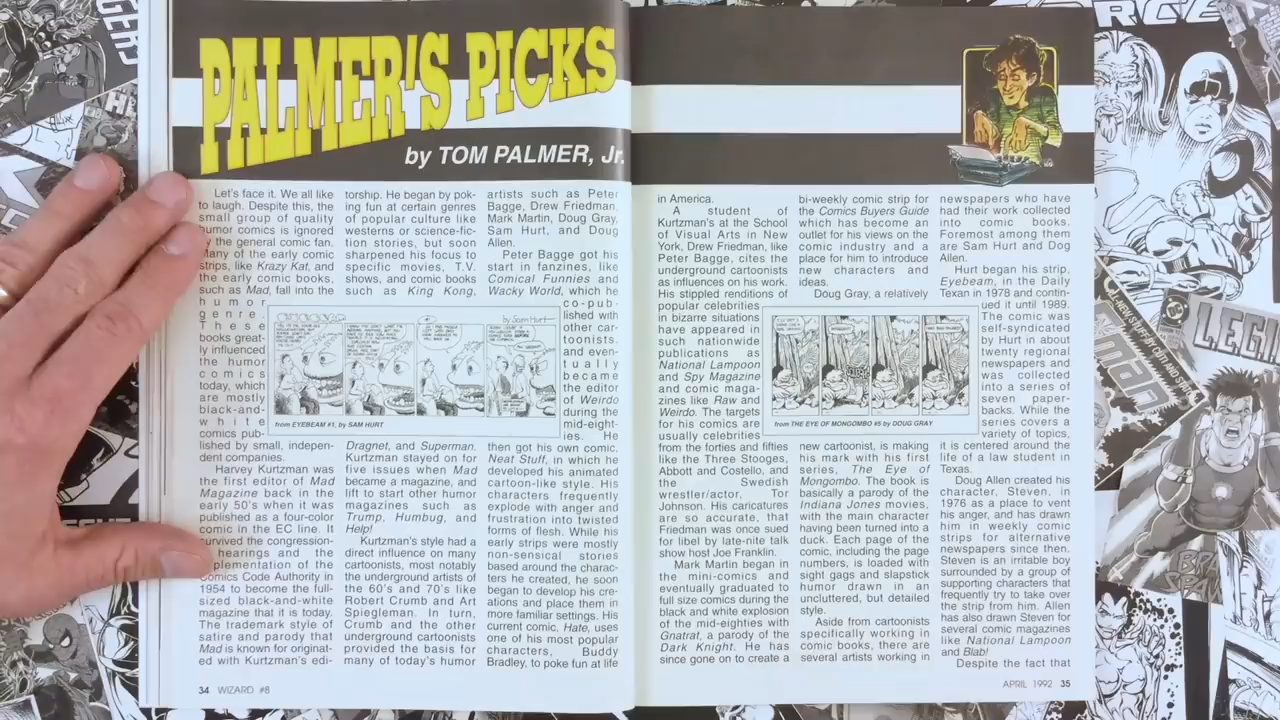 PALMER'S PICKS
by TOM PALMER, Jr.
Let's face it. We all like
to laugh. Despite this, the
small group of quality
humor comics is ignored
by the general comic fan.
Many of the early comic
strips, like Krazy Kat, and
the early comic books,
such as Mad, fall into the
humor
genre.
These
books great-
ly influenced
the humor
comics
today, which
are mostly
black-and-
white
comics pub-
lished by small, indepen-
dent companies.
Harvey Kurtzman was
the first editor of Mad
Magazine back in the
early 50's when it was
published as a four-color
comic in the EC line. It
survived the congression-
hearings and the
plementation of the
Comics Code Authority in
1954 to become the full-
sized black-and-white
magazine that it is today.
The trademark style of
satire and parody that
Mad is known for originat-
ed with Kurtzman's edi-
torship. He began by pok-
ing fun at certain genres
of popular culture like
westerns or science-fic-
tion stories, but soon
sharpened his focus to
specific movies, T.V.
shows, and comic books
such as King Kong,
by Sam Hurt
from EYEBEAM #1, by SAM HURT
Dragnet, and Superman.
Kurtzman stayed on for
five issues when Mad
became a magazine, and
lift to start other humor
magazines such as
Trump, Humbug, and
Help!
Kurtzman's style had a
direct influence on many
cartoonists, most notably
the underground artists of
the 60's and 70's like
Robert Crumb and Art
Spiegleman. In turn,
Crumb and the other
underground cartoonists
provided the basis for
many of today's humor
artists such as Peter
Bagge, Drew Friedman,
Mark Martin, Doug Gray,
Sam Hurt, and Doug
Allen.
Peter Bagge got his
start in fanzines, like
Comical Funnies and
Wacky World, which he
co-pub-
lished with
other car-
toonists,
and even-
tually
became
the editor
of Weirdo
during the
mid-eight-
ies. He
then got his own comic,
Neat Stuff, in which he
developed his animated
cartoon-like style. His
characters frequently
explode with anger and
frustration into twisted
forms of flesh. While his
early strips were mostly
non-sensical stories
based around the charac-
ters he created, he soon
began to develop his cre-
ations and place them in
more familiar settings. His
current comic, Hate, uses
one of his most popular
characters, Buddy
Bradley, to poke fun at life
34 WIZARD #8
in America.
A student of
Kurtzman's at the School
of Visual Arts in New
York, Drew Friedman, like
Peter Bagge, cites the
underground cartoonists
as influences on his work.
His stippled renditions of
popular celebrities
in bizarre situations
have appeared in
such nationwide
publications as
National Lampoon
and Spy Magazine
and comic maga-
zines like Raw and
Weirdo. The targets
for his comics are
usually celebrities
from the forties and fifties
like the Three Stooges,
Abbott and Costello, and
the Swedish
wrestler/actor, Tor
Johnson. His caricatures
are so accurate, that
Friedman was once sued
for libel by late-nite talk
show host Joe Franklin.
Mark Martin began in
the mini-comics and
eventually graduated to
full size comics during the
black and white explosion
of the mid-eighties with
Gnatrat, a parody of the
Dark Knight. He has
since gone on to create a
bi-weekly comic strip for
the Comics Buyers Guide
which has become an
outlet for his views on the
comic industry and a
place for him to introduce
new characters and
ideas.
Doug Gray, a relatively
from THE EYE OF MONGOMBO #5 by DOUG GRAY
new cartoonist, is making
his mark with his first
series, The Eye of
Mongombo. The book is
basically a parody of the
Indiana Jones movies,
with the main character
having been turned into a
duck. Each page of the
comic, including the page
numbers, is loaded with
sight gags and slapstick
humor drawn in an
uncluttered, but detailed
style.
Aside from cartoonists
specifically working in
comic books, there are
several artists working in
newspapers who have
had their work collected
into comic books.
Foremost among them
are Sam Hurt and Dog
Allen.
Hurt began his strip,
Eyebeam, in the Daily
Texan in 1978 and contin-
ued it until 1989.
The comic was
self-syndicated
by Hurt in about
twenty regional
newspapers and
was collected
into a series of
seven paper-
backs. While the
series covers a
variety of topics,
it is centered around the
life of a law student in
Texas.
Doug Allen created his
character, Steven, in
1976 as a place to vent
his anger, and has drawn
him in weekly comic
strips for alternative
newspapers since then.
Steven is an irritable boy
surrounded by a group of
supporting characters that
frequently try to take over
the strip from him. Allen
has also drawn Steven for
several comic magazines
like National Lampoon
and Blab!
Despite the fact that
APRIL 1992 35